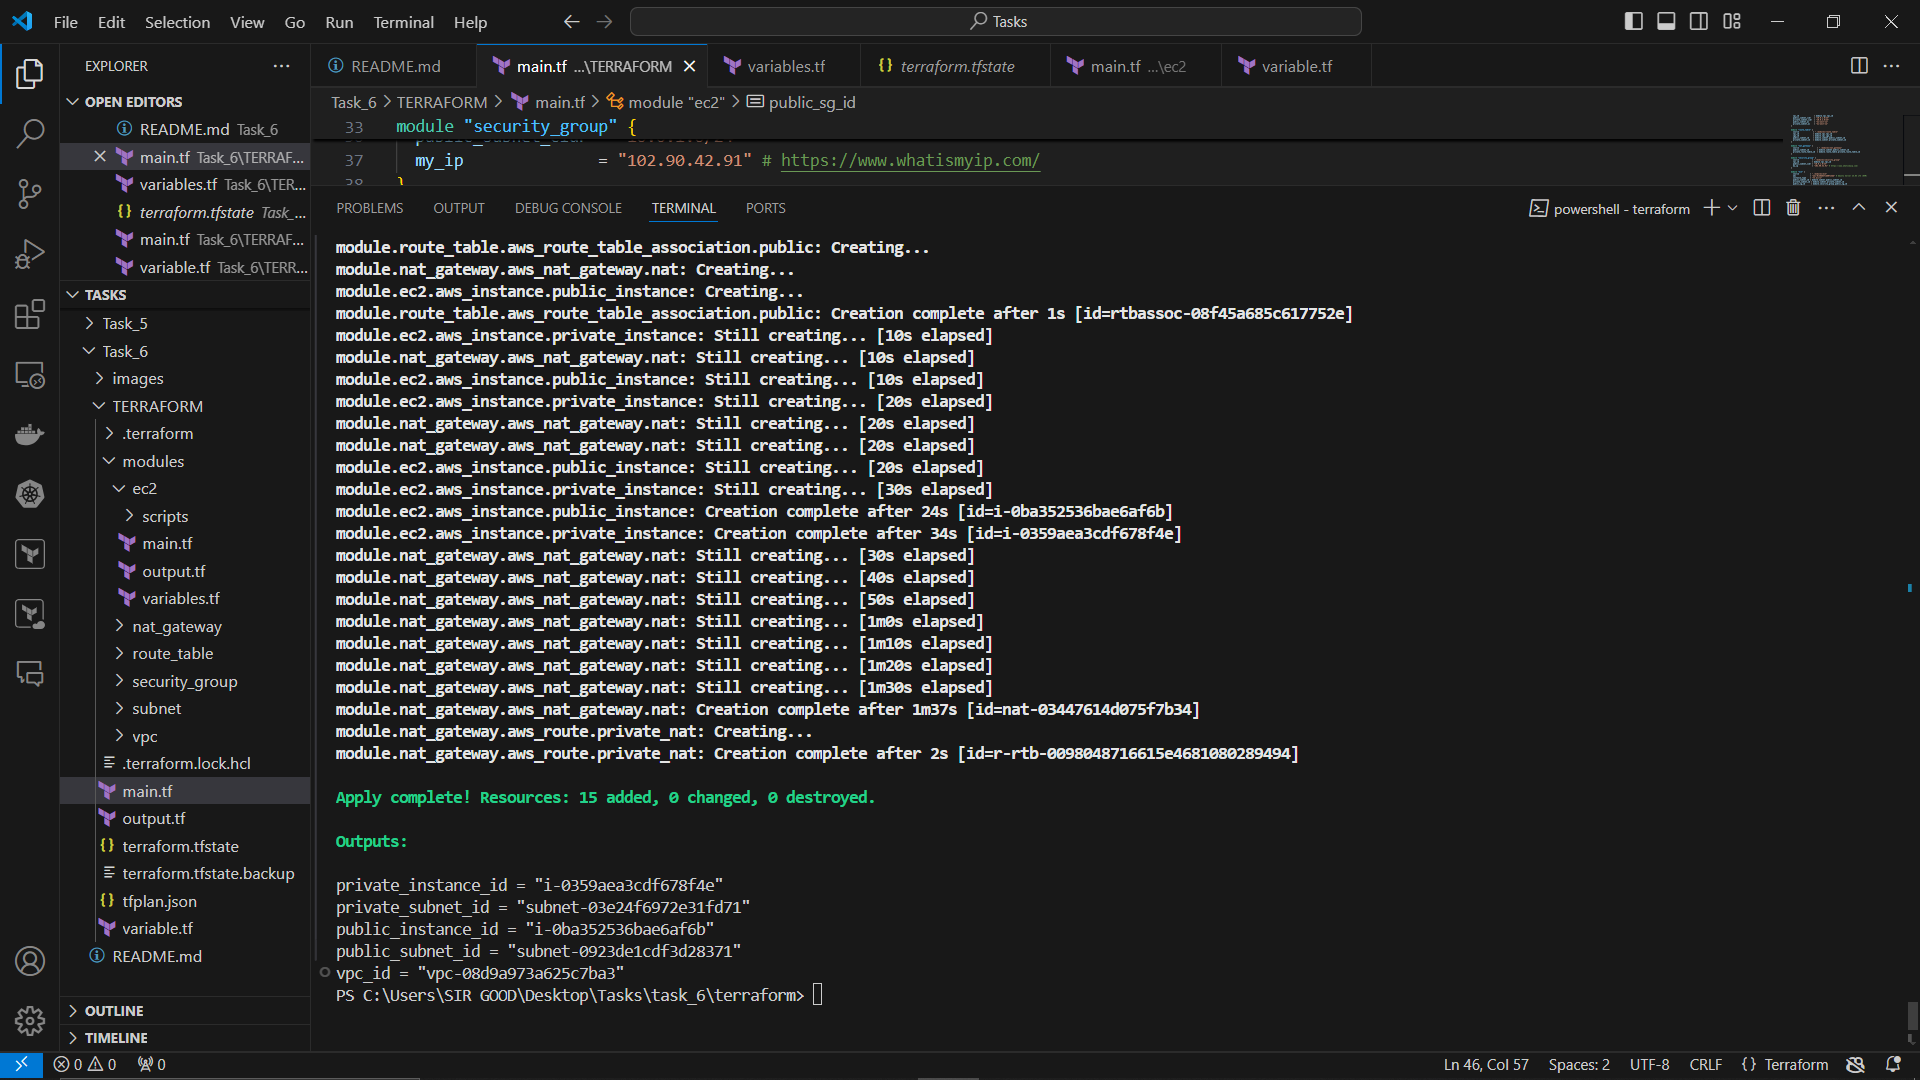 File Edit Selection View Go Run Terminal Help
Tasks
EXPLORER
OPEN EDITORS
README.md Task_6
main.tf Task_6\TERRAF...
variables.tf Task_6\TER...
terraform.tfstate Task_...
main.tf Task_6\TERRAF...
variable.tf Task_6\TERR...
TASKS
Task_5
Task_6
images
TERRAFORM
.terraform
modules
ec2
scripts
main.tf
output.tf
variables.tf
nat_gateway
route_table
security_group
subnet
vpc
.terraform.lock.hcl
main.tf
output.tf
terraform.tfstate
terraform.tfstate.backup
tfplan.json
variable.tf
README.md
OUTLINE
TIMELINE
README.md
main.tf ...\TERRAFORM
variables.tf
terraform.tfstate
main.tf ...\ec2
variable.tf
Task_6 > TERRAFORM > main.tf > module "ec2" > public_sg_id
33 module "security_group" {
37 my_ip = "102.90.42.91" # https://www.whatismyip.com/
38 }
PROBLEMS OUTPUT DEBUG CONSOLE TERMINAL PORTS
powershell - terraform
module.route_table.aws_route_table_association.public: Creating...
module.nat_gateway.aws_nat_gateway.nat: Creating...
module.ec2.aws_instance.public_instance: Creating...
module.route_table.aws_route_table_association.public: Creation complete after 1s [id=rtbassoc-08f45a685c617752e]
module.ec2.aws_instance.private_instance: Still creating... [10s elapsed]
module.nat_gateway.aws_nat_gateway.nat: Still creating... [10s elapsed]
module.ec2.aws_instance.public_instance: Still creating... [10s elapsed]
module.ec2.aws_instance.private_instance: Still creating... [20s elapsed]
module.nat_gateway.aws_nat_gateway.nat: Still creating... [20s elapsed]
module.nat_gateway.aws_nat_gateway.nat: Still creating... [20s elapsed]
module.ec2.aws_instance.public_instance: Still creating... [20s elapsed]
module.ec2.aws_instance.private_instance: Still creating... [30s elapsed]
module.ec2.aws_instance.public_instance: Creation complete after 24s [id=i-0ba352536bae6af6b]
module.ec2.aws_instance.private_instance: Creation complete after 34s [id=i-0359aea3cdf678f4e]
module.nat_gateway.aws_nat_gateway.nat: Still creating... [30s elapsed]
module.nat_gateway.aws_nat_gateway.nat: Still creating... [40s elapsed]
module.nat_gateway.aws_nat_gateway.nat: Still creating... [50s elapsed]
module.nat_gateway.aws_nat_gateway.nat: Still creating... [1m0s elapsed]
module.nat_gateway.aws_nat_gateway.nat: Still creating... [1m10s elapsed]
module.nat_gateway.aws_nat_gateway.nat: Still creating... [1m20s elapsed]
module.nat_gateway.aws_nat_gateway.nat: Still creating... [1m30s elapsed]
module.nat_gateway.aws_nat_gateway.nat: Creation complete after 1m37s [id=nat-03447614d075f7b34]
module.nat_gateway.aws_route.private_nat: Creating...
module.nat_gateway.aws_route.private_nat: Creation complete after 2s [id=r-rtb-0098048716615e4681080289494]
Apply complete! Resources: 15 added, 0 changed, 0 destroyed.
Outputs:
private_instance_id = "i-0359aea3cdf678f4e"
private_subnet_id = "subnet-03e24f6972e31fd71"
public_instance_id = "i-0ba352536bae6af6b"
public_subnet_id = "subnet-0923de1cdf3d28371"
vpc_id = "vpc-08d9a973a625c7ba3"
PS C:\Users\SIR GOOD\Desktop\Tasks\task_6\terraform>
0 0 0 Ln 46, Col 57 Spaces: 2 UTF-8 CRLF {} Terraform